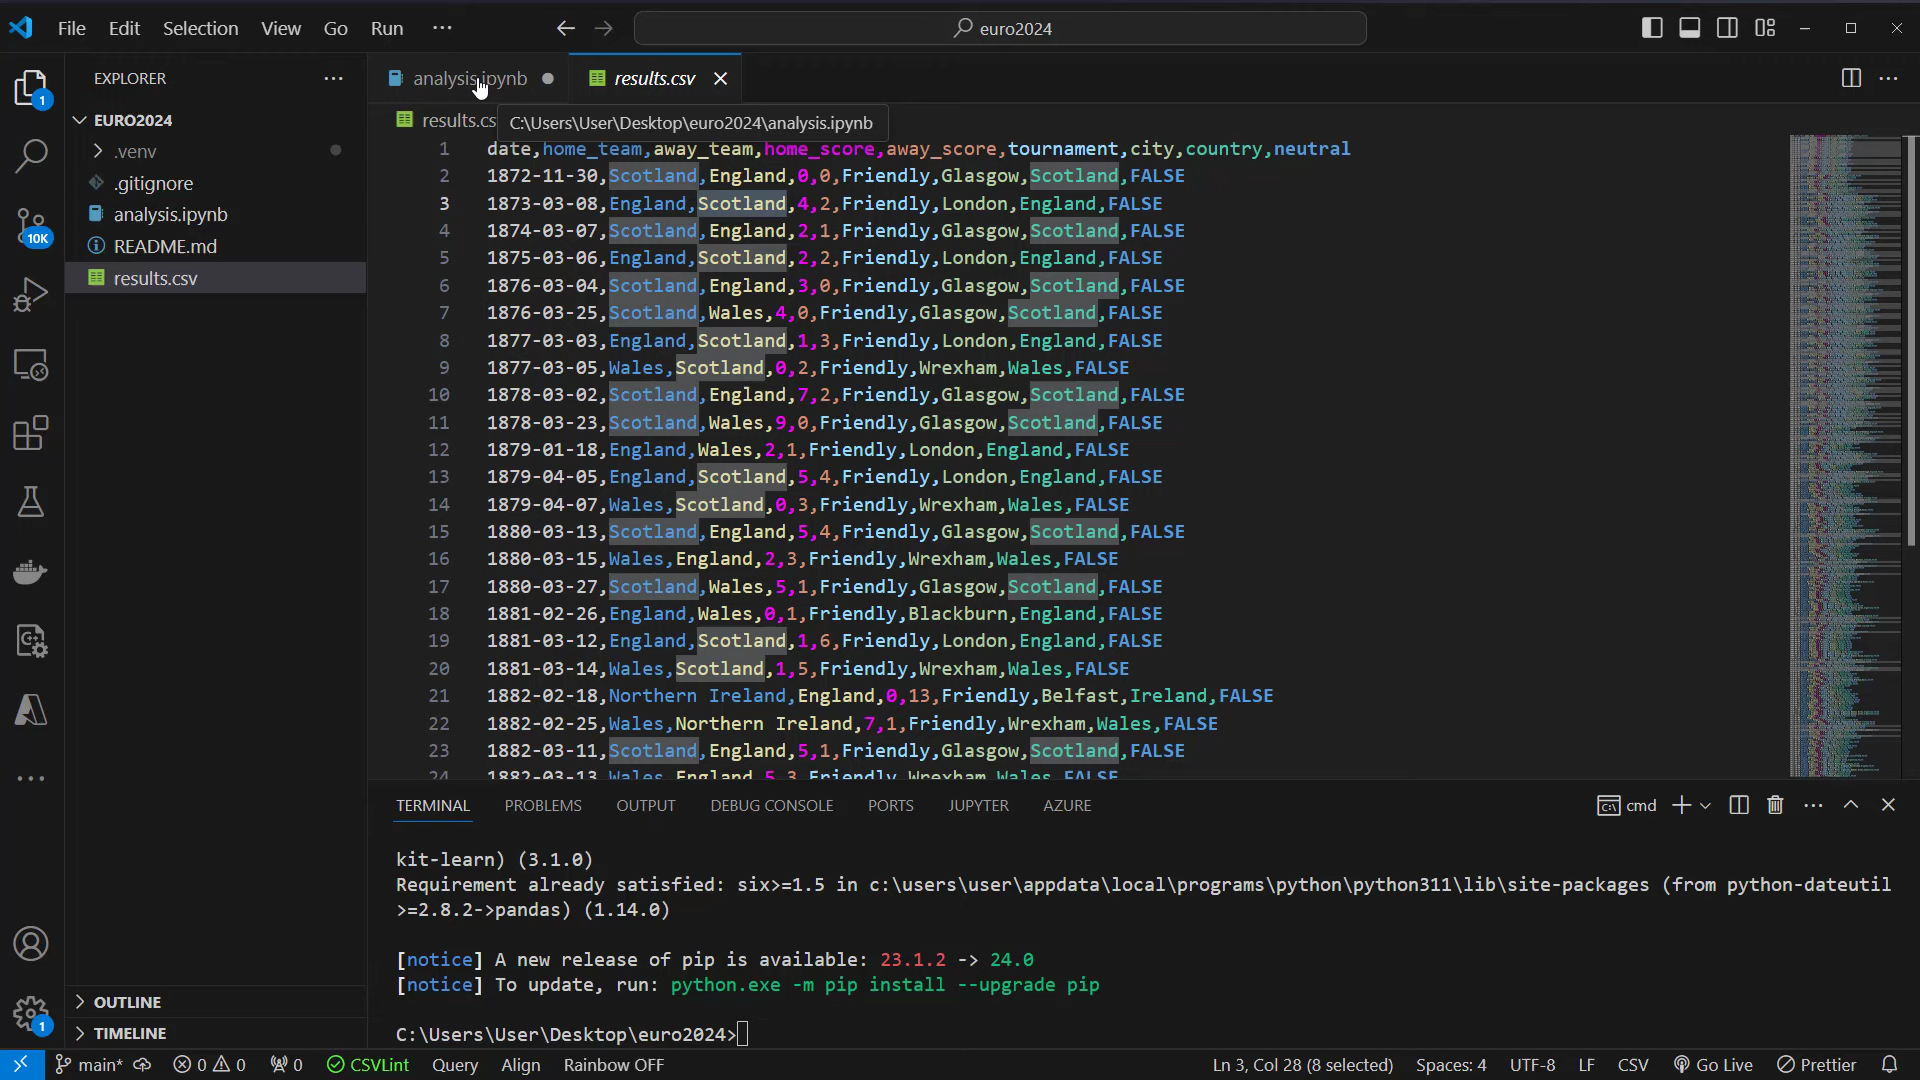 File Edit Selection View Go Run ···
euro2024
EXPLORER
1
EURO2024
.venv
.gitignore
analysis.ipynb
README.md
results.csv
10K
OUTLINE
TIMELINE
1
analysis.ipynb
results.csv
results.cs
C:\Users\User\Desktop\euro2024\analysis.ipynb
1 date,home_team,away_team,home_score,away_score,tournament,city,country,neutral
2 1872-11-30,Scotland,England,0,0,Friendly,Glasgow,Scotland,FALSE
3 1873-03-08,England,Scotland,4,2,Friendly,London,England,FALSE
4 1874-03-07,Scotland,England,2,1,Friendly,Glasgow,Scotland,FALSE
5 1875-03-06,England,Scotland,2,2,Friendly,London,England,FALSE
6 1876-03-04,Scotland,England,3,0,Friendly,Glasgow,Scotland,FALSE
7 1876-03-25,Scotland,Wales,4,0,Friendly,Glasgow,Scotland,FALSE
8 1877-03-03,England,Scotland,1,3,Friendly,London,England,FALSE
9 1877-03-05,Wales,Scotland,0,2,Friendly,Wrexham,Wales,FALSE
10 1878-03-02,Scotland,England,7,2,Friendly,Glasgow,Scotland,FALSE
11 1878-03-23,Scotland,Wales,9,0,Friendly,Glasgow,Scotland,FALSE
12 1879-01-18,England,Wales,2,1,Friendly,London,England,FALSE
13 1879-04-05,England,Scotland,5,4,Friendly,London,England,FALSE
14 1879-04-07,Wales,Scotland,0,3,Friendly,Wrexham,Wales,FALSE
15 1880-03-13,Scotland,England,5,4,Friendly,Glasgow,Scotland,FALSE
16 1880-03-15,Wales,England,2,3,Friendly,Wrexham,Wales,FALSE
17 1880-03-27,Scotland,Wales,5,1,Friendly,Glasgow,Scotland,FALSE
18 1881-02-26,England,Wales,0,1,Friendly,Blackburn,England,FALSE
19 1881-03-12,England,Scotland,1,6,Friendly,London,England,FALSE
20 1881-03-14,Wales,Scotland,1,5,Friendly,Wrexham,Wales,FALSE
21 1882-02-18,Northern Ireland,England,0,13,Friendly,Belfast,Ireland,FALSE
22 1882-02-25,Wales,Northern Ireland,7,1,Friendly,Wrexham,Wales,FALSE
23 1882-03-11,Scotland,England,5,1,Friendly,Glasgow,Scotland,FALSE
24 1882-03-13,Wales,England,5,3,Friendly,Wrexham,Wales,FALSE
TERMINAL PROBLEMS OUTPUT DEBUG CONSOLE PORTS JUPYTER AZURE
cmd
kit-learn) (3.1.0)
Requirement already satisfied: six>=1.5 in c:\users\user\appdata\local\programs\python\python311\lib\site-packages (from python-dateutil
>=2.8.2->pandas) (1.14.0)
[notice] A new release of pip is available: 23.1.2 -> 24.0
[notice] To update, run: python.exe -m pip install --upgrade pip
C:\Users\User\Desktop\euro2024>
main* 0 0 0 CSVLint Query Align Rainbow OFF Ln 3, Col 28 (8 selected) Spaces: 4 UTF-8 LF CSV Go Live Prettier